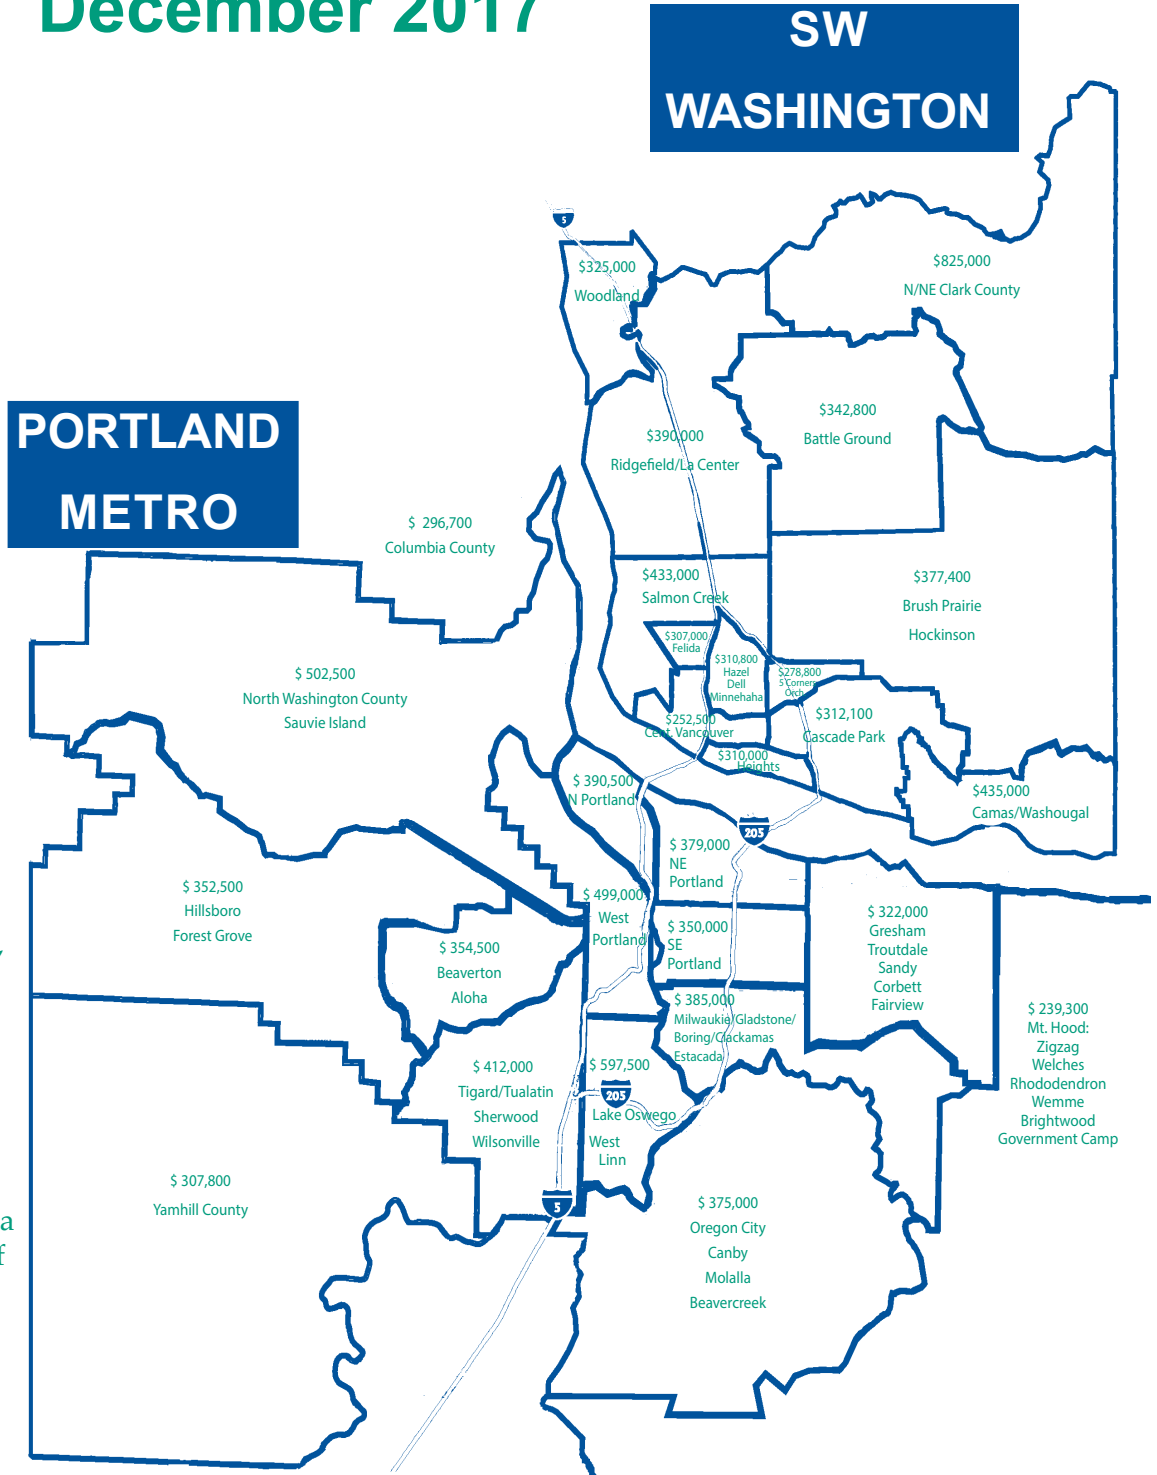 December 2017
SW
WASHINGTON
5
$325,000
Woodland
$825,000
N/NE Clark County
$342,800
Battle Ground
$390,000
Ridgefield/La Center
PORTLAND
METRO
$ 296,700
Columbia County
$433,000
Salmon Creek
$377,400
Brush Prairie
Hockinson
$307,000
Felida
$310,800
Hazel
Dell
Minnehaha
$278,800
5 Corners
Orch.
$ 502,500
North Washington County
Sauvie Island
$252,500
Cent. Vancouver
$312,100
Cascade Park
$310,000
Heights
$435,000
Camas/Washougal
$ 390,500
N Portland
205
$ 379,000
NE
Portland
$ 352,500
Hillsboro
Forest Grove
$ 499,000
West
Portland
$ 350,000
SE
Portland
$ 322,000
Gresham
Troutdale
Sandy
Corbett
Fairview
$ 354,500
Beaverton
Aloha
$ 385,000
Milwaukie/Gladstone/
Boring/Clackamas
Estacada
$ 239,300
Mt. Hood:
Zigzag
Welches
Rhododendron
Wemme
Brightwood
Government Camp
$ 412,000
Tigard/Tualatin
Sherwood
Wilsonville
$ 597,500
205
Lake Oswego
West
Linn
$ 307,800
Yamhill County
5
$ 375,000
Oregon City
Canby
Molalla
Beavercreek
a
f